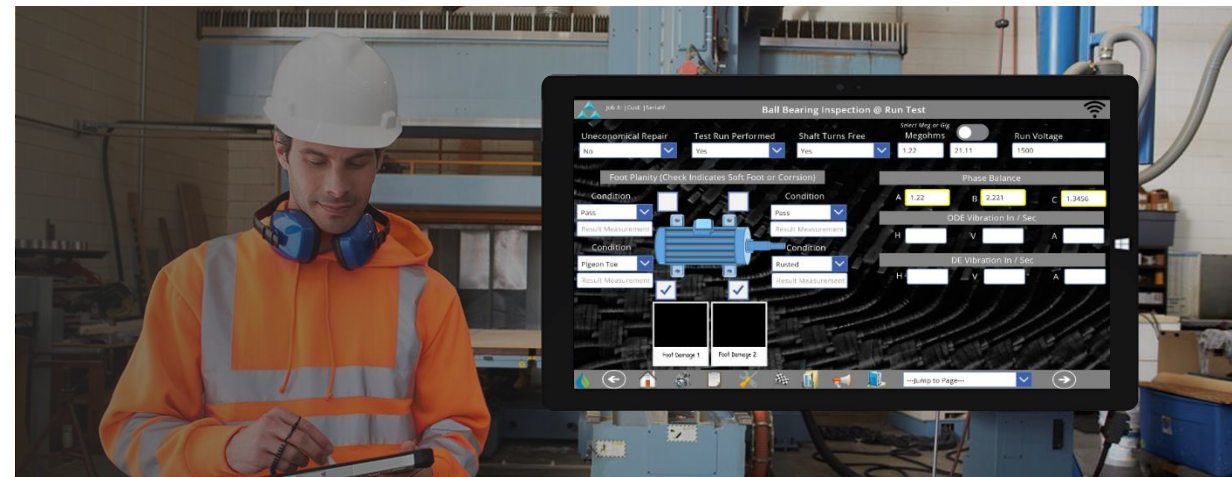 Job #: |Cust: |Serial#:
Ball Bearing Inspection @ Run Test
Uneconomical Repair
Test Run Performed
Shaft Turns Free
Select Meg or Gig
Megohms
Run Voltage
No
Yes
Yes
1.22
21.11
1500
Foot Planity (Check Indicates Soft Foot or Corrsion)
Phase Balance
Condition
Condition
A 1.22 B 2.221 C 1.3456
Pass
Pass
Result Measurement
Result Measurement
ODE Vibration In / Sec
H V A
Condition
Condition
Pigeon Toe
Rusted
DE Vibration In / Sec
Result Measurement
Result Measurement
H V A
Foot Damage 1
Foot Damage 2
---Jump to Page---